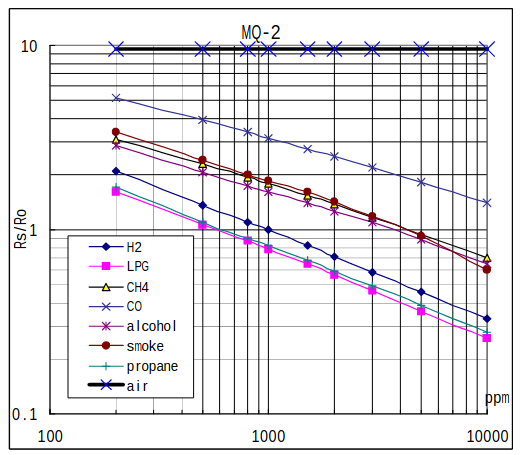 MQ-2
10
1
0.1
Rs/Ro
H2
LPG
CH4
CO
alcohol
smoke
propane
air
ppm
100
1000
10000